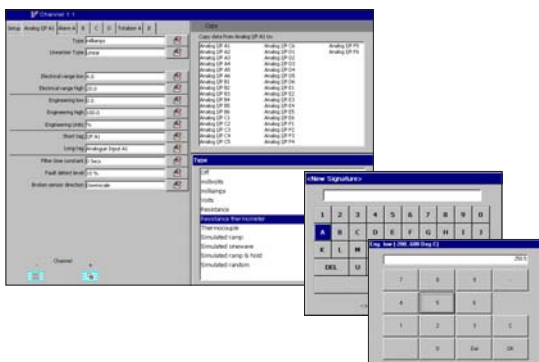 Channel 1.1
Setup Analog I/P A1 Alarm A B C D Totaliser A B
Type milliamps
Lineariser Type Linear
Electrical range low 4.0
Electrical range high 20.0
Engineering low 0.0
Engineering high 100.0
Engineering Units %
Short tag I/P A1
Long tag Analogue Input A1
Filter time constant 0 Secs
Fault detect level 10 %
Broken sensor direction Downscale
Channel
- +
Copy
Copy data from Analog I/P A1 to:
Analog I/P A1 Analog I/P C6 Analog I/P F5
Analog I/P A2 Analog I/P D1 Analog I/P F6
Analog I/P A3 Analog I/P D2
Analog I/P A4 Analog I/P D3
Analog I/P A5 Analog I/P D4
Analog I/P A6 Analog I/P D5
Analog I/P B1 Analog I/P D6
Analog I/P B2 Analog I/P E1
Analog I/P B3 Analog I/P E2
Analog I/P B4 Analog I/P E3
Analog I/P B5 Analog I/P E4
Analog I/P B6 Analog I/P E5
Analog I/P C1 Analog I/P E6
Analog I/P C2 Analog I/P F1
Analog I/P C3 Analog I/P F2
Analog I/P C4 Analog I/P F3
Analog I/P C5 Analog I/P F4
Type
Off
millivolts
milliamps
Volts
Resistance
Resistance thermometer
Thermocouple
Simulated ramp
Simulated sinewave
Simulated ramp & hold
Simulated random
<New Signature>
1 2 3 4 5 6 7 8 9 0
A B C D E F G H I J
K L M
DEL U
Eng. low (-200..600 Deg C)
250.5
7 8 9 -
4 5 6
1 2 3 C
0 Del OK